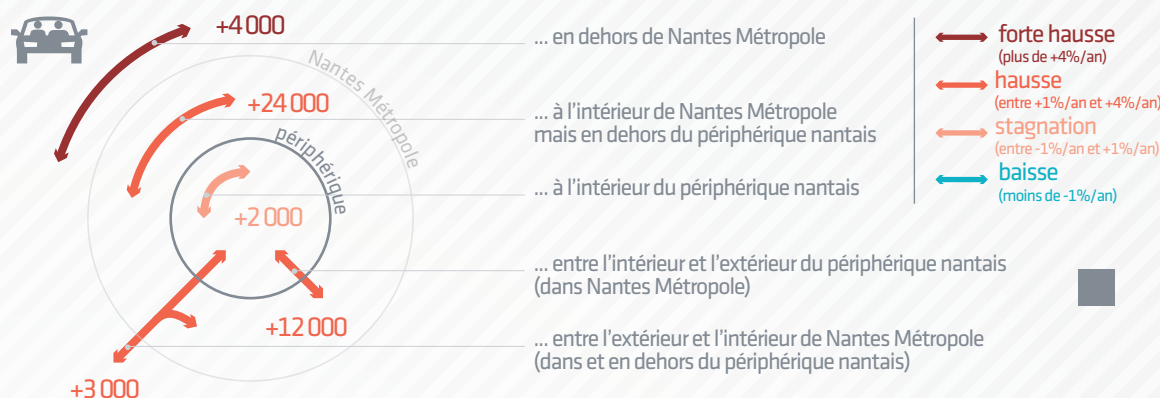 +4 000
... en dehors de Nantes Métropole
Nantes Métropole
+24 000
... à l'intérieur de Nantes Métropole
mais en dehors du périphérique nantais
périphérique
... à l'intérieur du périphérique nantais
+2 000
... entre l'intérieur et l'extérieur du périphérique nantais
(dans Nantes Métropole)
+12 000
... entre l'extérieur et l'intérieur de Nantes Métropole
(dans et en dehors du périphérique nantais)
+3 000
forte hausse
(plus de +4%/an)
hausse
(entre +1%/an et +4%/an)
stagnation
(entre -1%/an et +1%/an)
baisse
(moins de -1%/an)